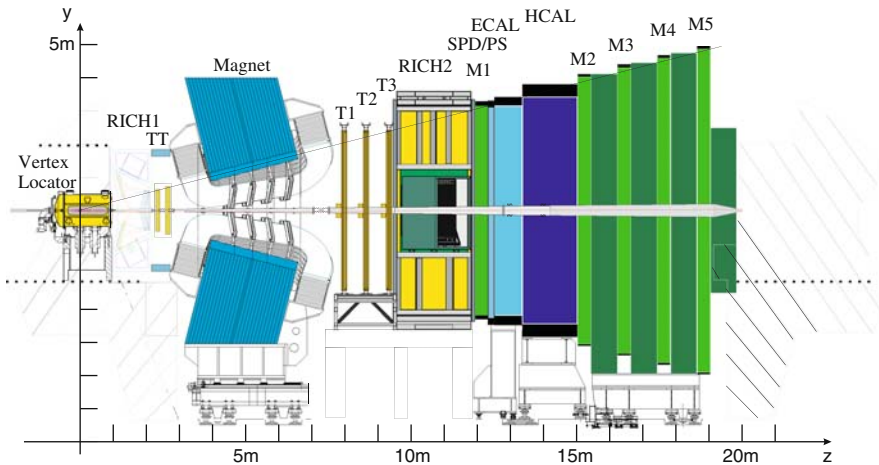 y
5m
ECAL HCAL
SPD/PS
M1
M2
M3
M4
M5
Magnet
RICH2
T1
T2
T3
RICH1
TT
Vertex
Locator
5m
10m
15m
20m
z